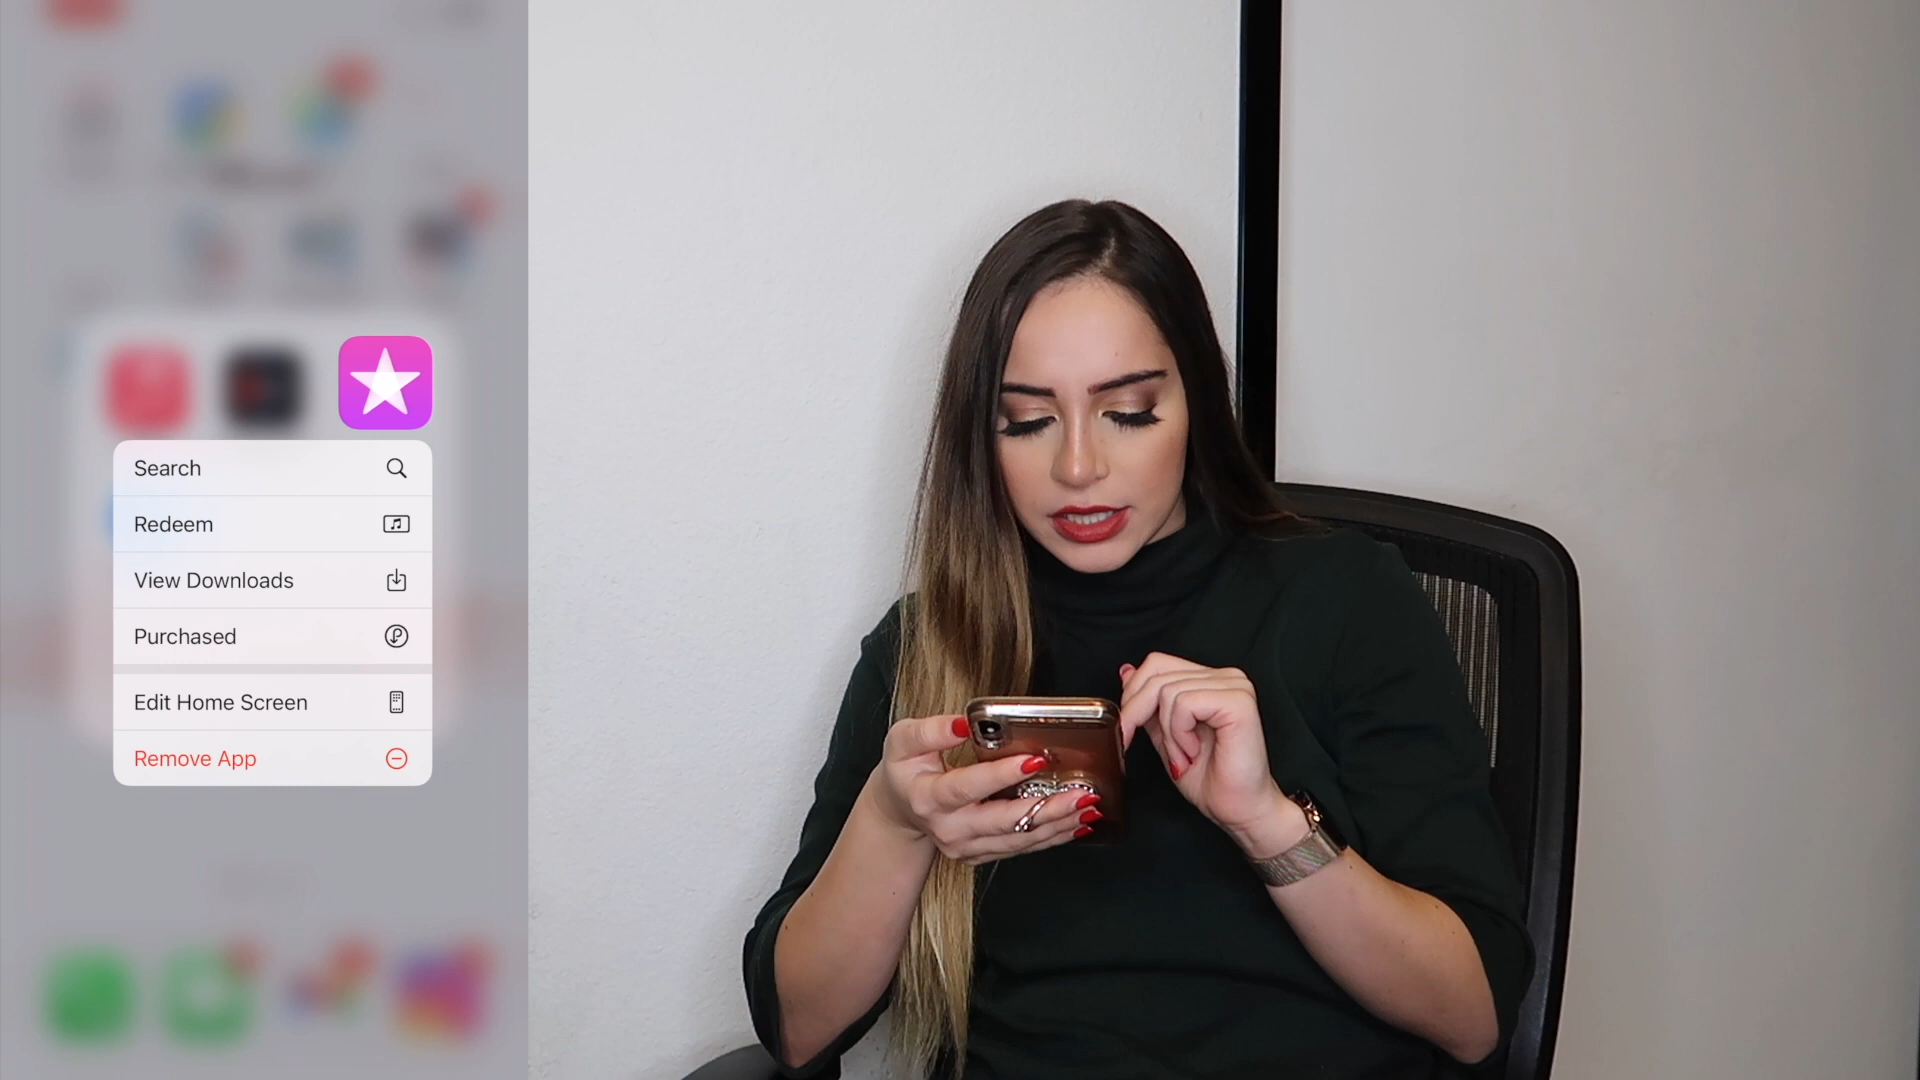 Search
Redeem
View Downloads
Purchased
Edit Home Screen
Remove App